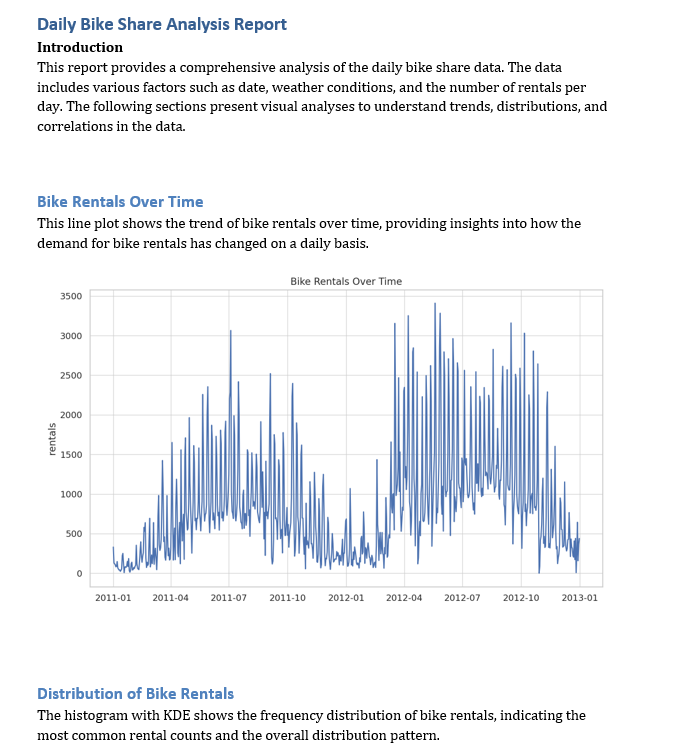 Daily Bike Share Analysis Report
Introduction
This report provides a comprehensive analysis of the daily bike share data. The data
includes various factors such as date, weather conditions, and the number of rentals per
day. The following sections present visual analyses to understand trends, distributions, and
correlations in the data.
Bike Rentals Over Time
This line plot shows the trend of bike rentals over time, providing insights into how the
demand for bike rentals has changed on a daily basis.
Bike Rentals Over Time
3500
3000
2500
2000
1500
1000
500
0
rentals
2011-01 2011-04 2011-07 2011-10 2012-01 2012-04 2012-07 2012-10 2013-01
Distribution of Bike Rentals
The histogram with KDE shows the frequency distribution of bike rentals, indicating the
most common rental counts and the overall distribution pattern.